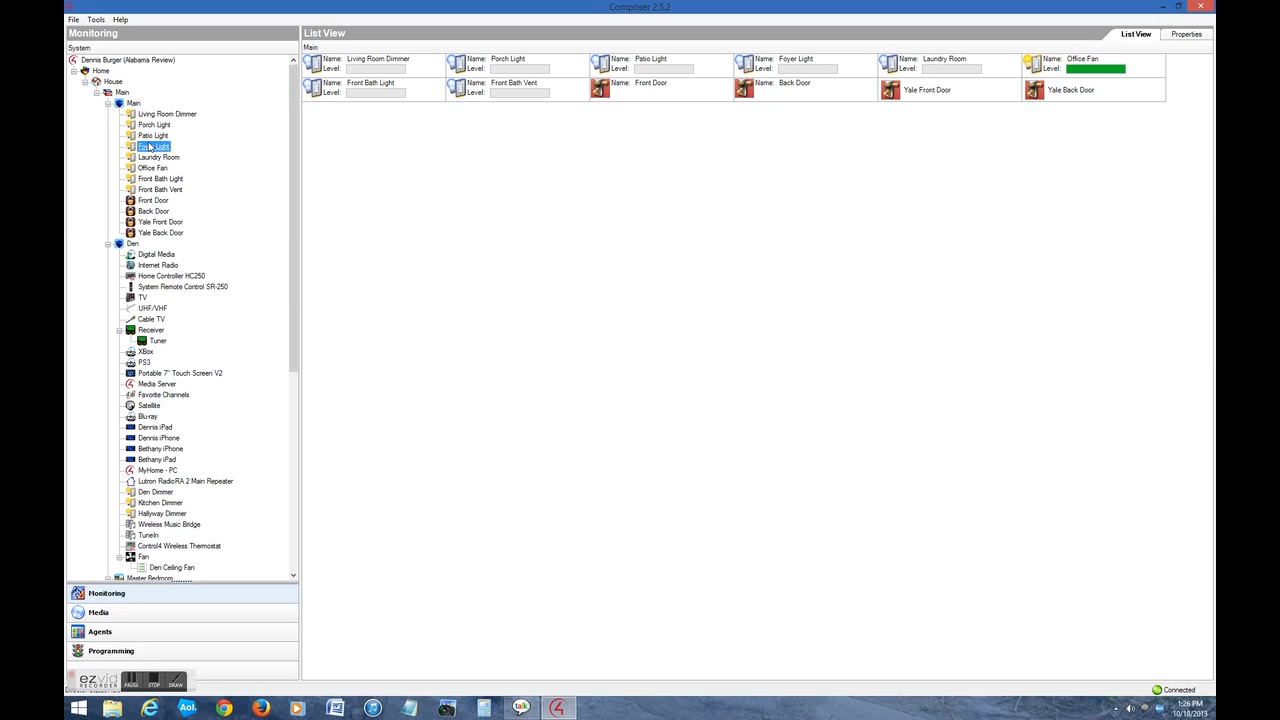 Composer 2.5.2
File Tools Help
Monitoring
System
Dennis Burger (Alabama Review)
Home
House
Main
Main
Living Room Dimmer
Porch Light
Patio Light
Foyer Light
Laundry Room
Office Fan
Front Bath Light
Front Bath Vent
Front Door
Back Door
Yale Front Door
Yale Back Door
Den
Digital Media
Internet Radio
Home Controller HC250
System Remote Control SR-250
TV
UHF/VHF
Cable TV
Receiver
Tuner
XBox
PS3
Portable 7" Touch Screen V2
Media Server
Favorite Channels
Satellite
Blu-ray
Dennis iPad
Dennis iPhone
Bethany iPhone
Bethany iPad
MyHome - PC
Lutron RadioRA 2 Main Repeater
Den Dimmer
Kitchen Dimmer
Hallyway Dimmer
Wireless Music Bridge
TuneIn
Control4 Wireless Thermostat
Fan
Den Ceiling Fan
Master Bedroom
Monitoring
Media
Agents
Programming
ezvid
RECORDER
PAUSE STOP DRAW
List View
List View Properties
Main
Name: Living Room Dimmer Name: Porch Light Name: Patio Light Name: Foyer Light Name: Laundry Room Name: Office Fan
Level: Level: Level: Level: Level: Level:
Name: Front Bath Light Name: Front Bath Vent Name: Front Door Name: Back Door Yale Front Door Yale Back Door
Level: Level:
Connected
Aol.
talk
1:26 PM
10/18/2013